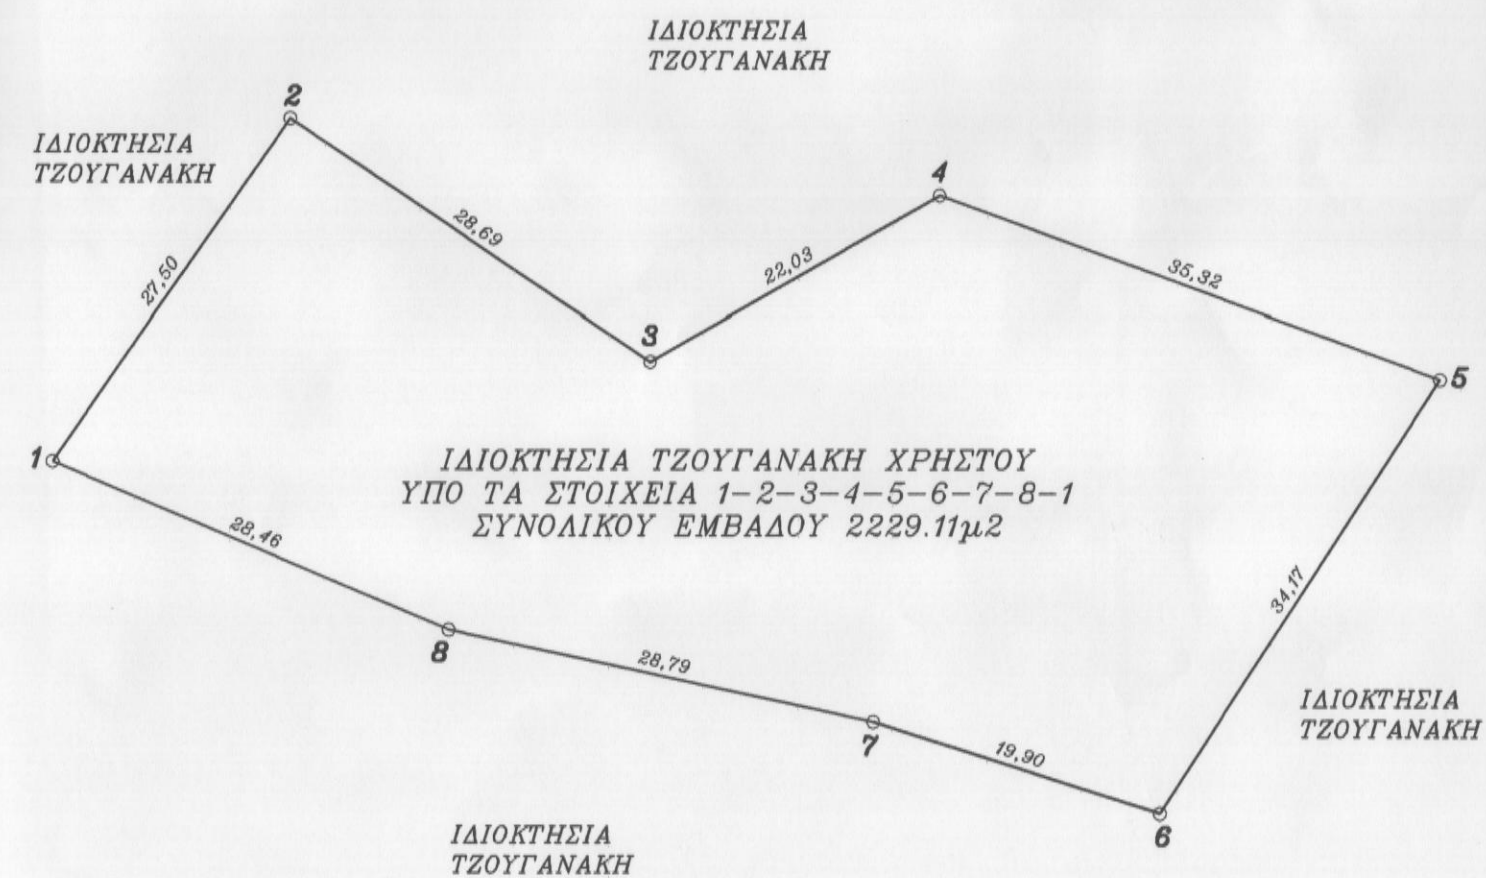 ΙΔΙΟΚΤΗΣΙΑ
ΤΖΟΥΓΑΝΑΚΗ
2
ΙΔΙΟΚΤΗΣΙΑ
ΤΖΟΥΓΑΝΑΚΗ
4
28,69
27,50
22,03
35,32
3
5
1
ΙΔΙΟΚΤΗΣΙΑ ΤΖΟΥΓΑΝΑΚΗ ΧΡΗΣΤΟΥ
ΥΠΟ ΤΑ ΣΤΟΙΧΕΙΑ 1-2-3-4-5-6-7-8-1
ΣΥΝΟΛΙΚΟΥ ΕΜΒΑΔΟΥ 2229.11μ2
28,46
34,17
8
28,79
7
19,90
ΙΔΙΟΚΤΗΣΙΑ
ΤΖΟΥΓΑΝΑΚΗ
6
ΙΔΙΟΚΤΗΣΙΑ
ΤΖΟΥΓΑΝΑΚΗ